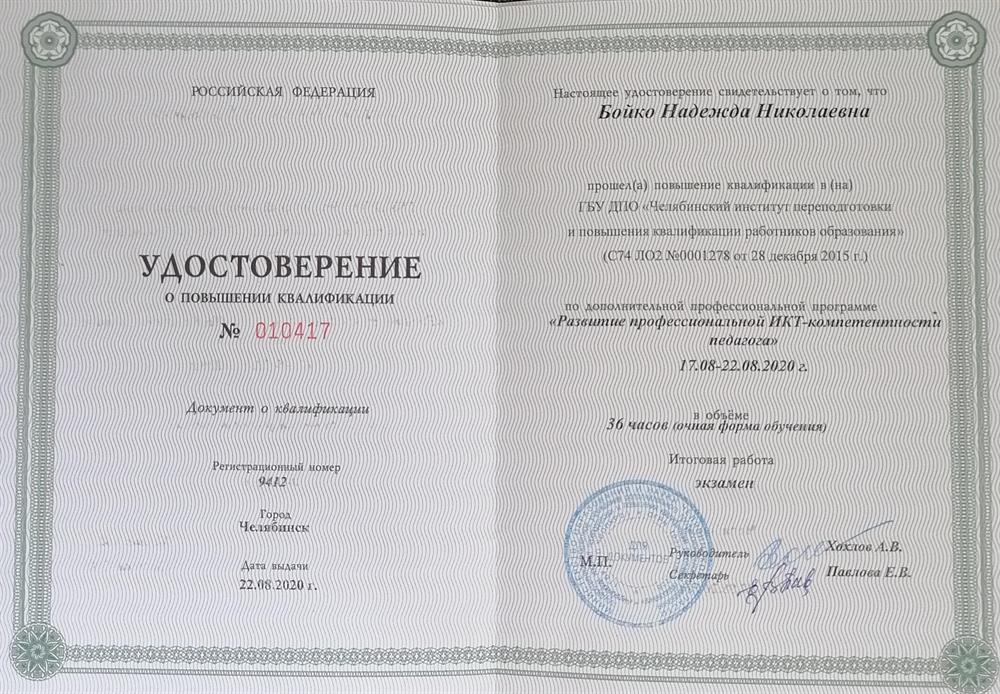 РОССИЙСКАЯ ФЕДЕРАЦИЯ
УДОСТОВЕРЕНИЕ
О ПОВЫШЕНИИ КВАЛИФИКАЦИИ
№ 010417
Документ о квалификации
Регистрационный номер
9412
Город
Челябинск
Дата выдачи
22.08.2020 г.
Настоящее удостоверение свидетельствует о том, что
Бойко Надежда Николаевна
прошел(а) повышение квалификации в (на)
ГБУ ДПО «Челябинский институт переподготовки
и повышения квалификации работников образования»
(С74 ЛО2 №0001278 от 28 декабря 2015 г.)
по дополнительной профессиональной программе
«Развитие профессиональной ИКТ-компетентности
педагога»
17.08-22.08.2020 г.
в объёме
36 часов (очная форма обучения)
Итоговая работа
экзамен
ДЛЯ
ДОКУМЕНТОВ
М.П.
Руководитель Хохлов А.В.
Секретарь Павлова Е.В.